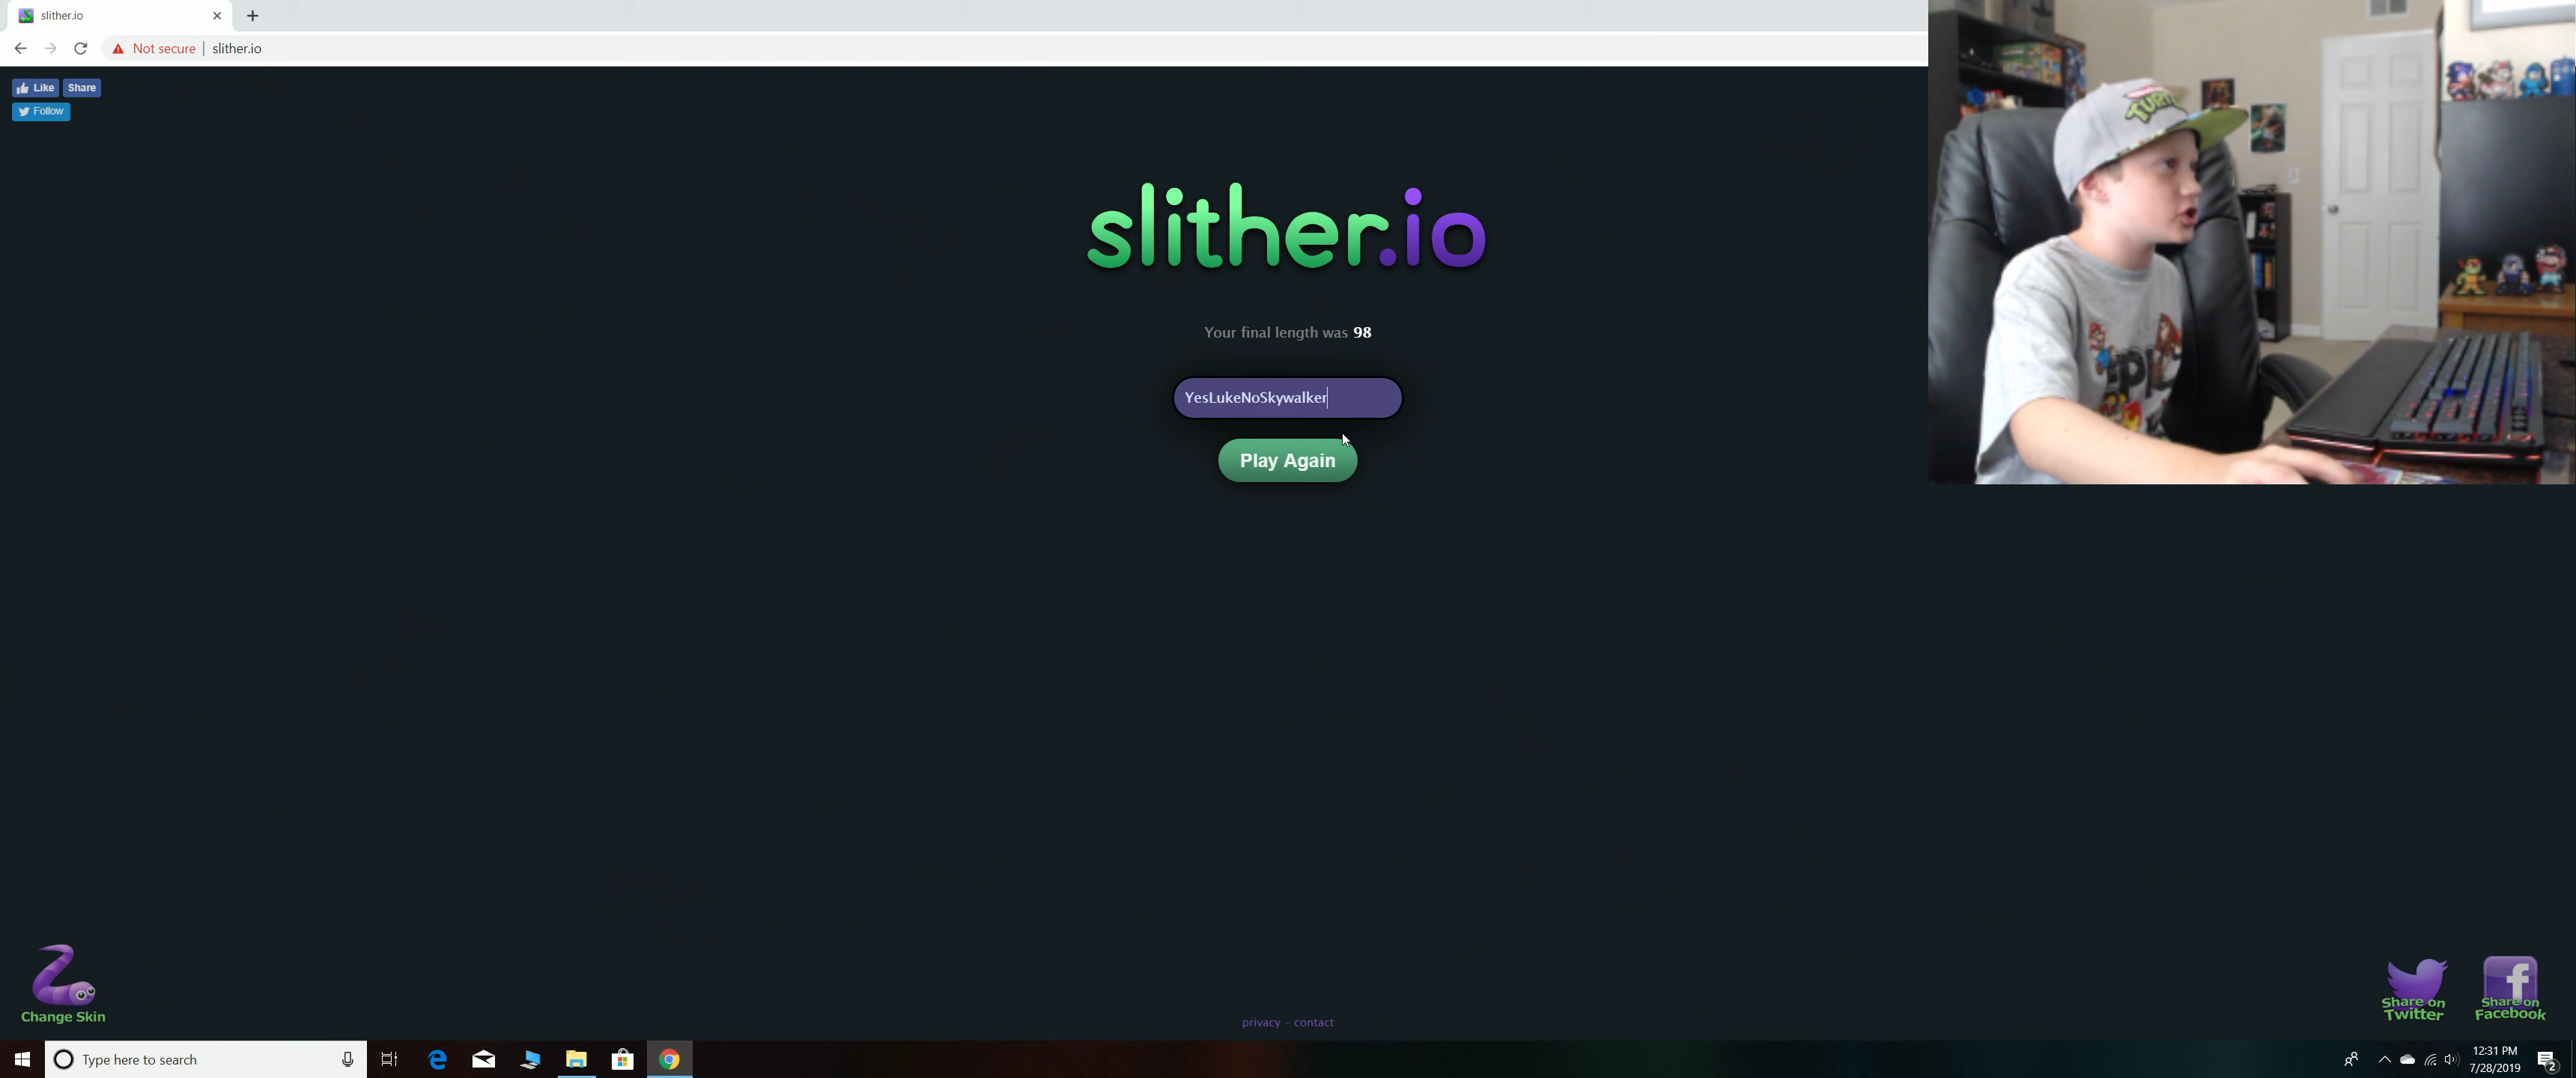 slither.io
Not secure | slither.io
Like Share
Follow
TURTL
slither.io
Your final length was 98
YesLukeNoSkywalker
Play Again
Change Skin
privacy - contact
Share on Twitter
Share on Facebook
Type here to search
12:31 PM
7/28/2019
2